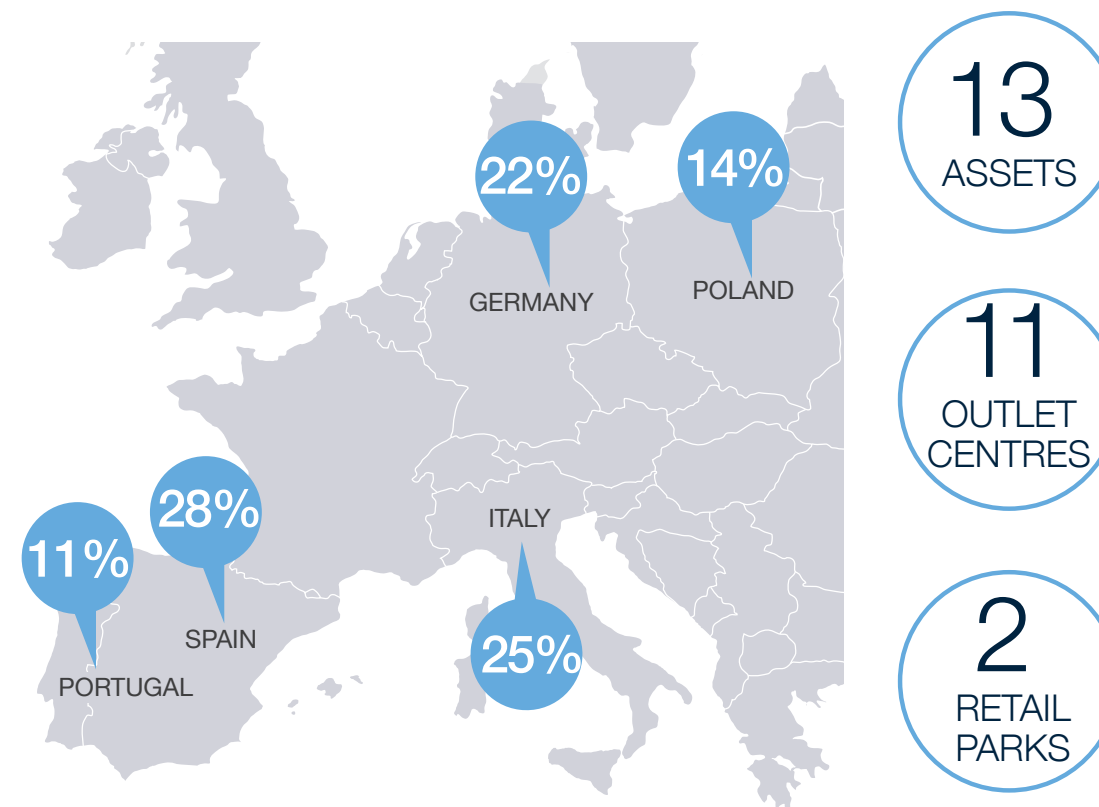 22%
GERMANY
14%
POLAND
28%
SPAIN
11%
PORTUGAL
ITALY
25%
13
ASSETS
11
OUTLET
CENTRES
2
RETAIL
PARKS